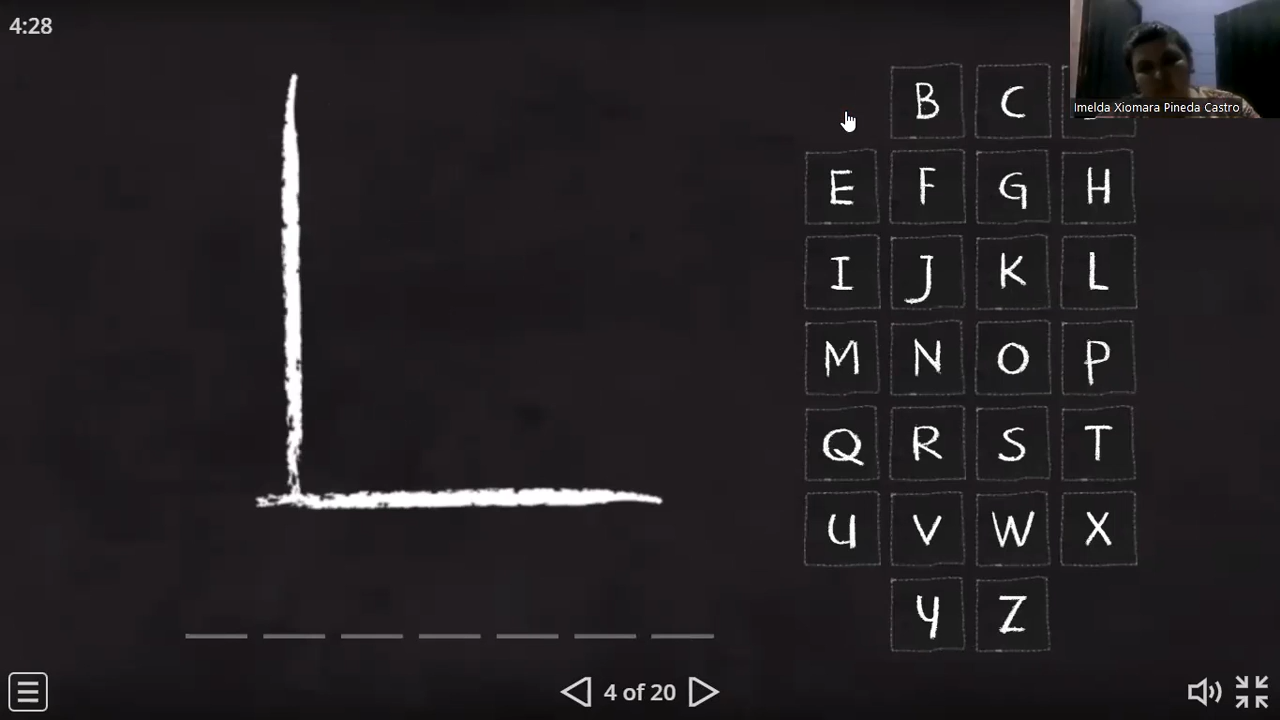 4:28
B C
Imelda Xiomara Pineda Castro
E F G H
I J K L
M N O P
Q R S T
U V W X
Y Z
4 of 20